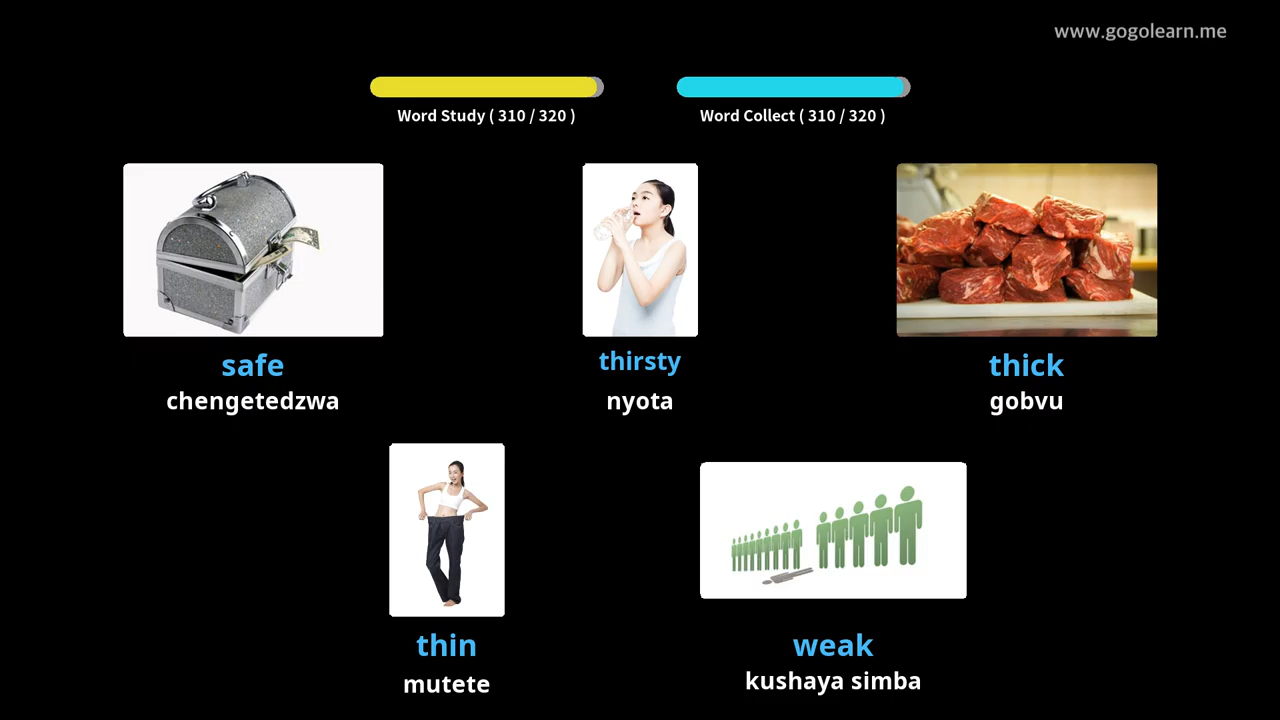 www.gogolearn.me
Word Study ( 310 / 320 )
Word Collect ( 310 / 320 )
safe
chengetedzwa
thirsty
nyota
thick
gobvu
thin
mutete
weak
kushaya simba